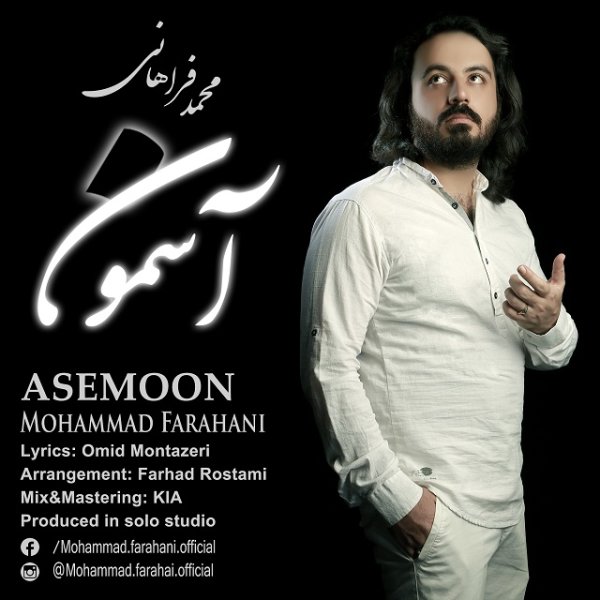 محمد فراهانی
آسمون
ASEMOON
MOHAMMAD FARAHANI
Lyrics: Omid Montazeri
Arrangement: Farhad Rostami
Mix&Mastering: KIA
Produced in solo studio
/Mohammad.farahani.official
@Mohammad.farahai.official